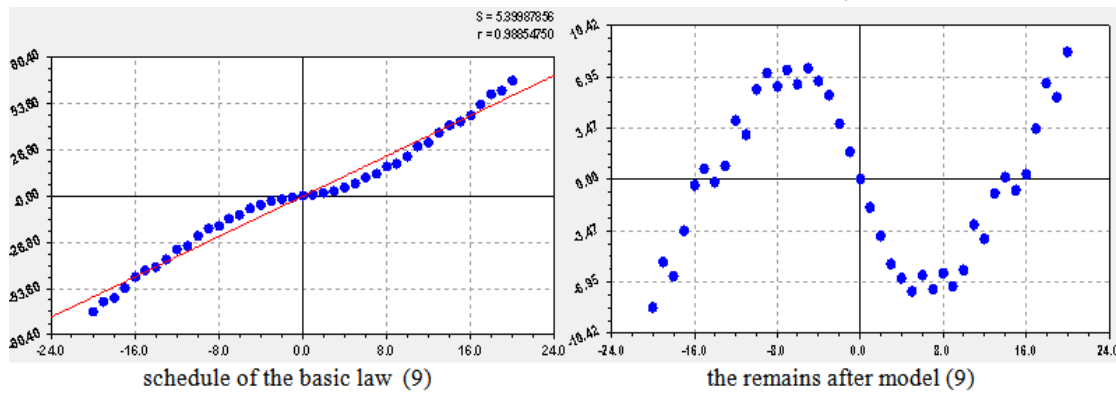 S = 5.39987856
r = 0.98854750
80.40
53.60
26.80
0.00
-26.80
-53.60
-80.40
-24.0 -16.0 -8.0 0.0 8.0 16.0 24.0
schedule of the basic law (9)
10.42
6.95
3.47
0.00
-3.47
-6.95
-10.42
-24.0 -16.0 -8.0 0.0 8.0 16.0 24.0
the remains after model (9)